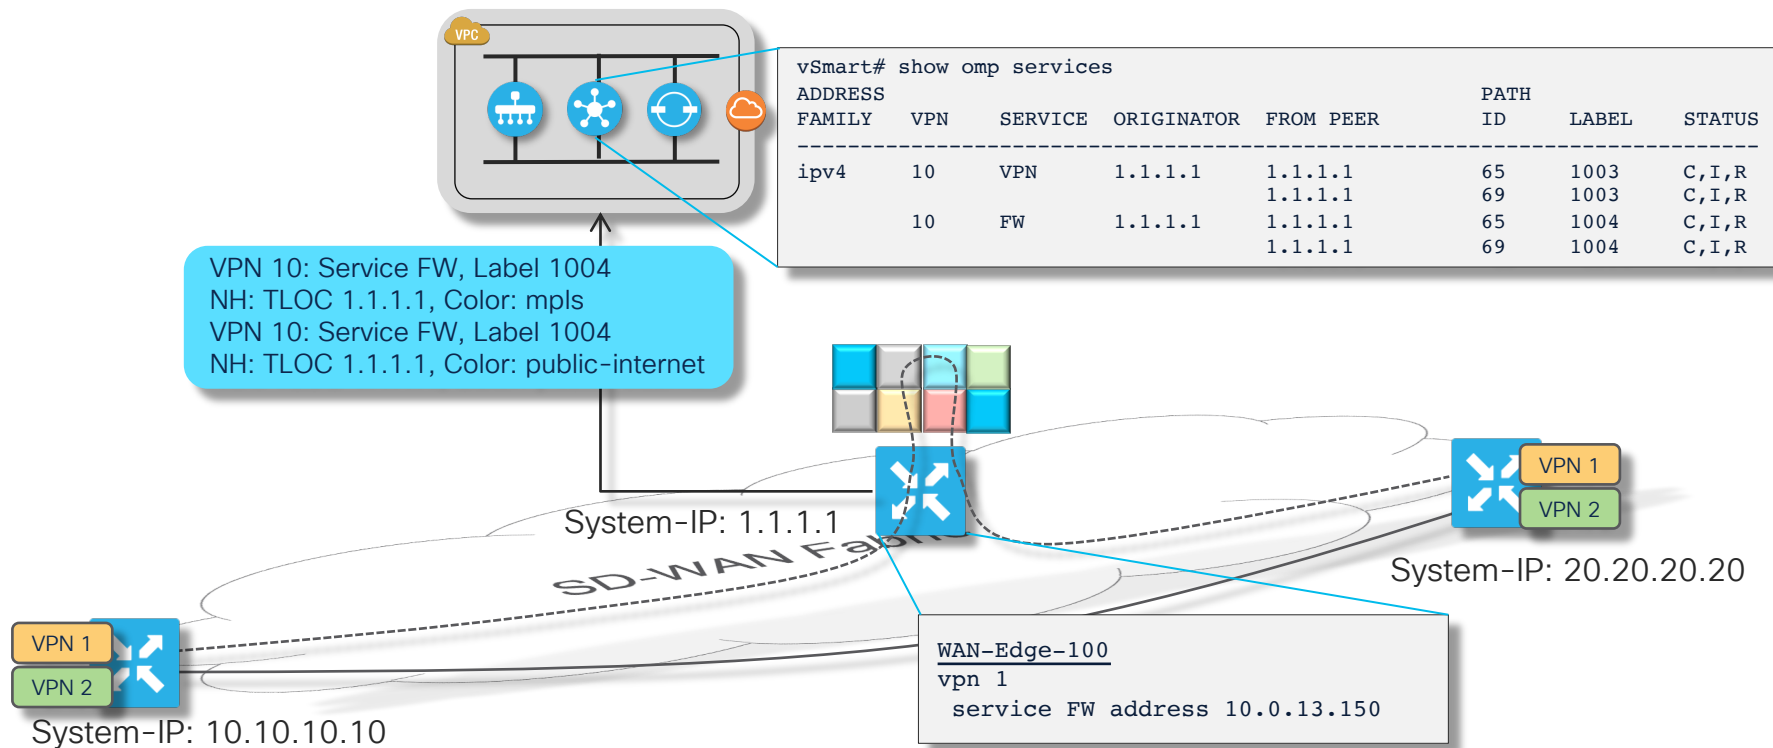 VPC
vSmart# show omp services
ADDRESS PATH
FAMILY VPN SERVICE ORIGINATOR FROM PEER ID LABEL STATUS
--------------------------------------------------------------------------------
ipv4 10 VPN 1.1.1.1 1.1.1.1 65 1003 C,I,R
1.1.1.1 69 1003 C,I,R
10 FW 1.1.1.1 1.1.1.1 65 1004 C,I,R
1.1.1.1 69 1004 C,I,R
VPN 10: Service FW, Label 1004
NH: TLOC 1.1.1.1, Color: mpls
VPN 10: Service FW, Label 1004
NH: TLOC 1.1.1.1, Color: public-internet
System-IP: 1.1.1.1
SD-WAN Fabric
VPN 1
VPN 2
System-IP: 20.20.20.20
VPN 1
VPN 2
System-IP: 10.10.10.10
WAN-Edge-100
vpn 1
service FW address 10.0.13.150